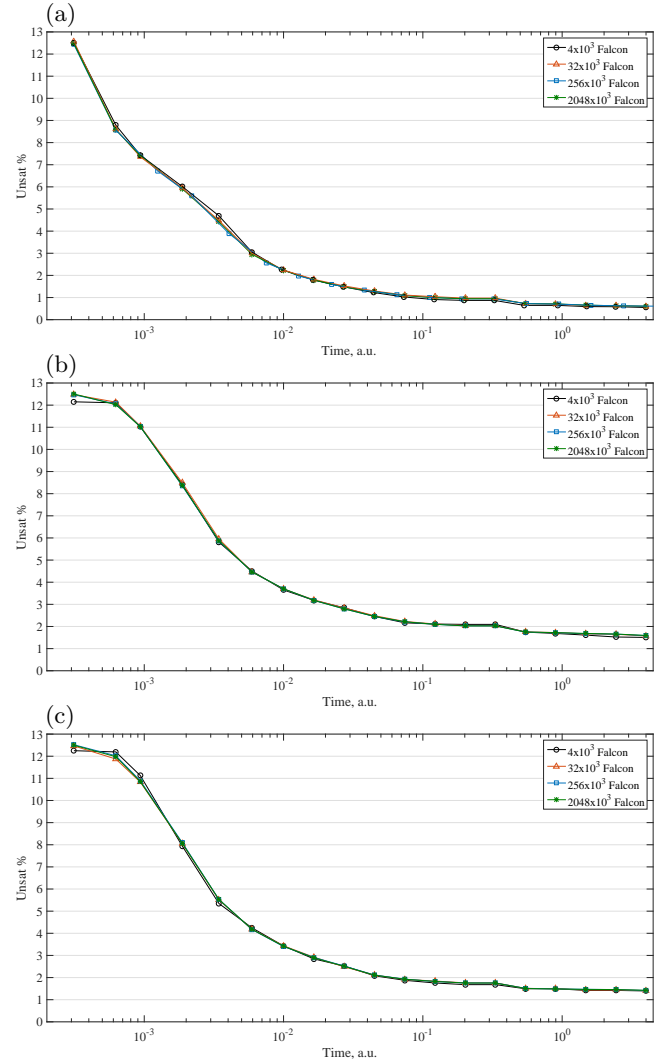 (a)
13
12
11
10
9
8
7
6
5
4
3
2
1
0
Unsat %
4x10³ Falcon
32x10³ Falcon
256x10³ Falcon
2048x10³ Falcon
10⁻³
10⁻²
10⁻¹
10⁰
Time, a.u.
(b)
13
12
11
10
9
8
7
6
5
4
3
2
1
0
Unsat %
4x10³ Falcon
32x10³ Falcon
256x10³ Falcon
2048x10³ Falcon
10⁻³
10⁻²
10⁻¹
10⁰
Time, a.u.
(c)
13
12
11
10
9
8
7
6
5
4
3
2
1
0
Unsat %
4x10³ Falcon
32x10³ Falcon
256x10³ Falcon
2048x10³ Falcon
10⁻³
10⁻²
10⁻¹
10⁰
Time, a.u.